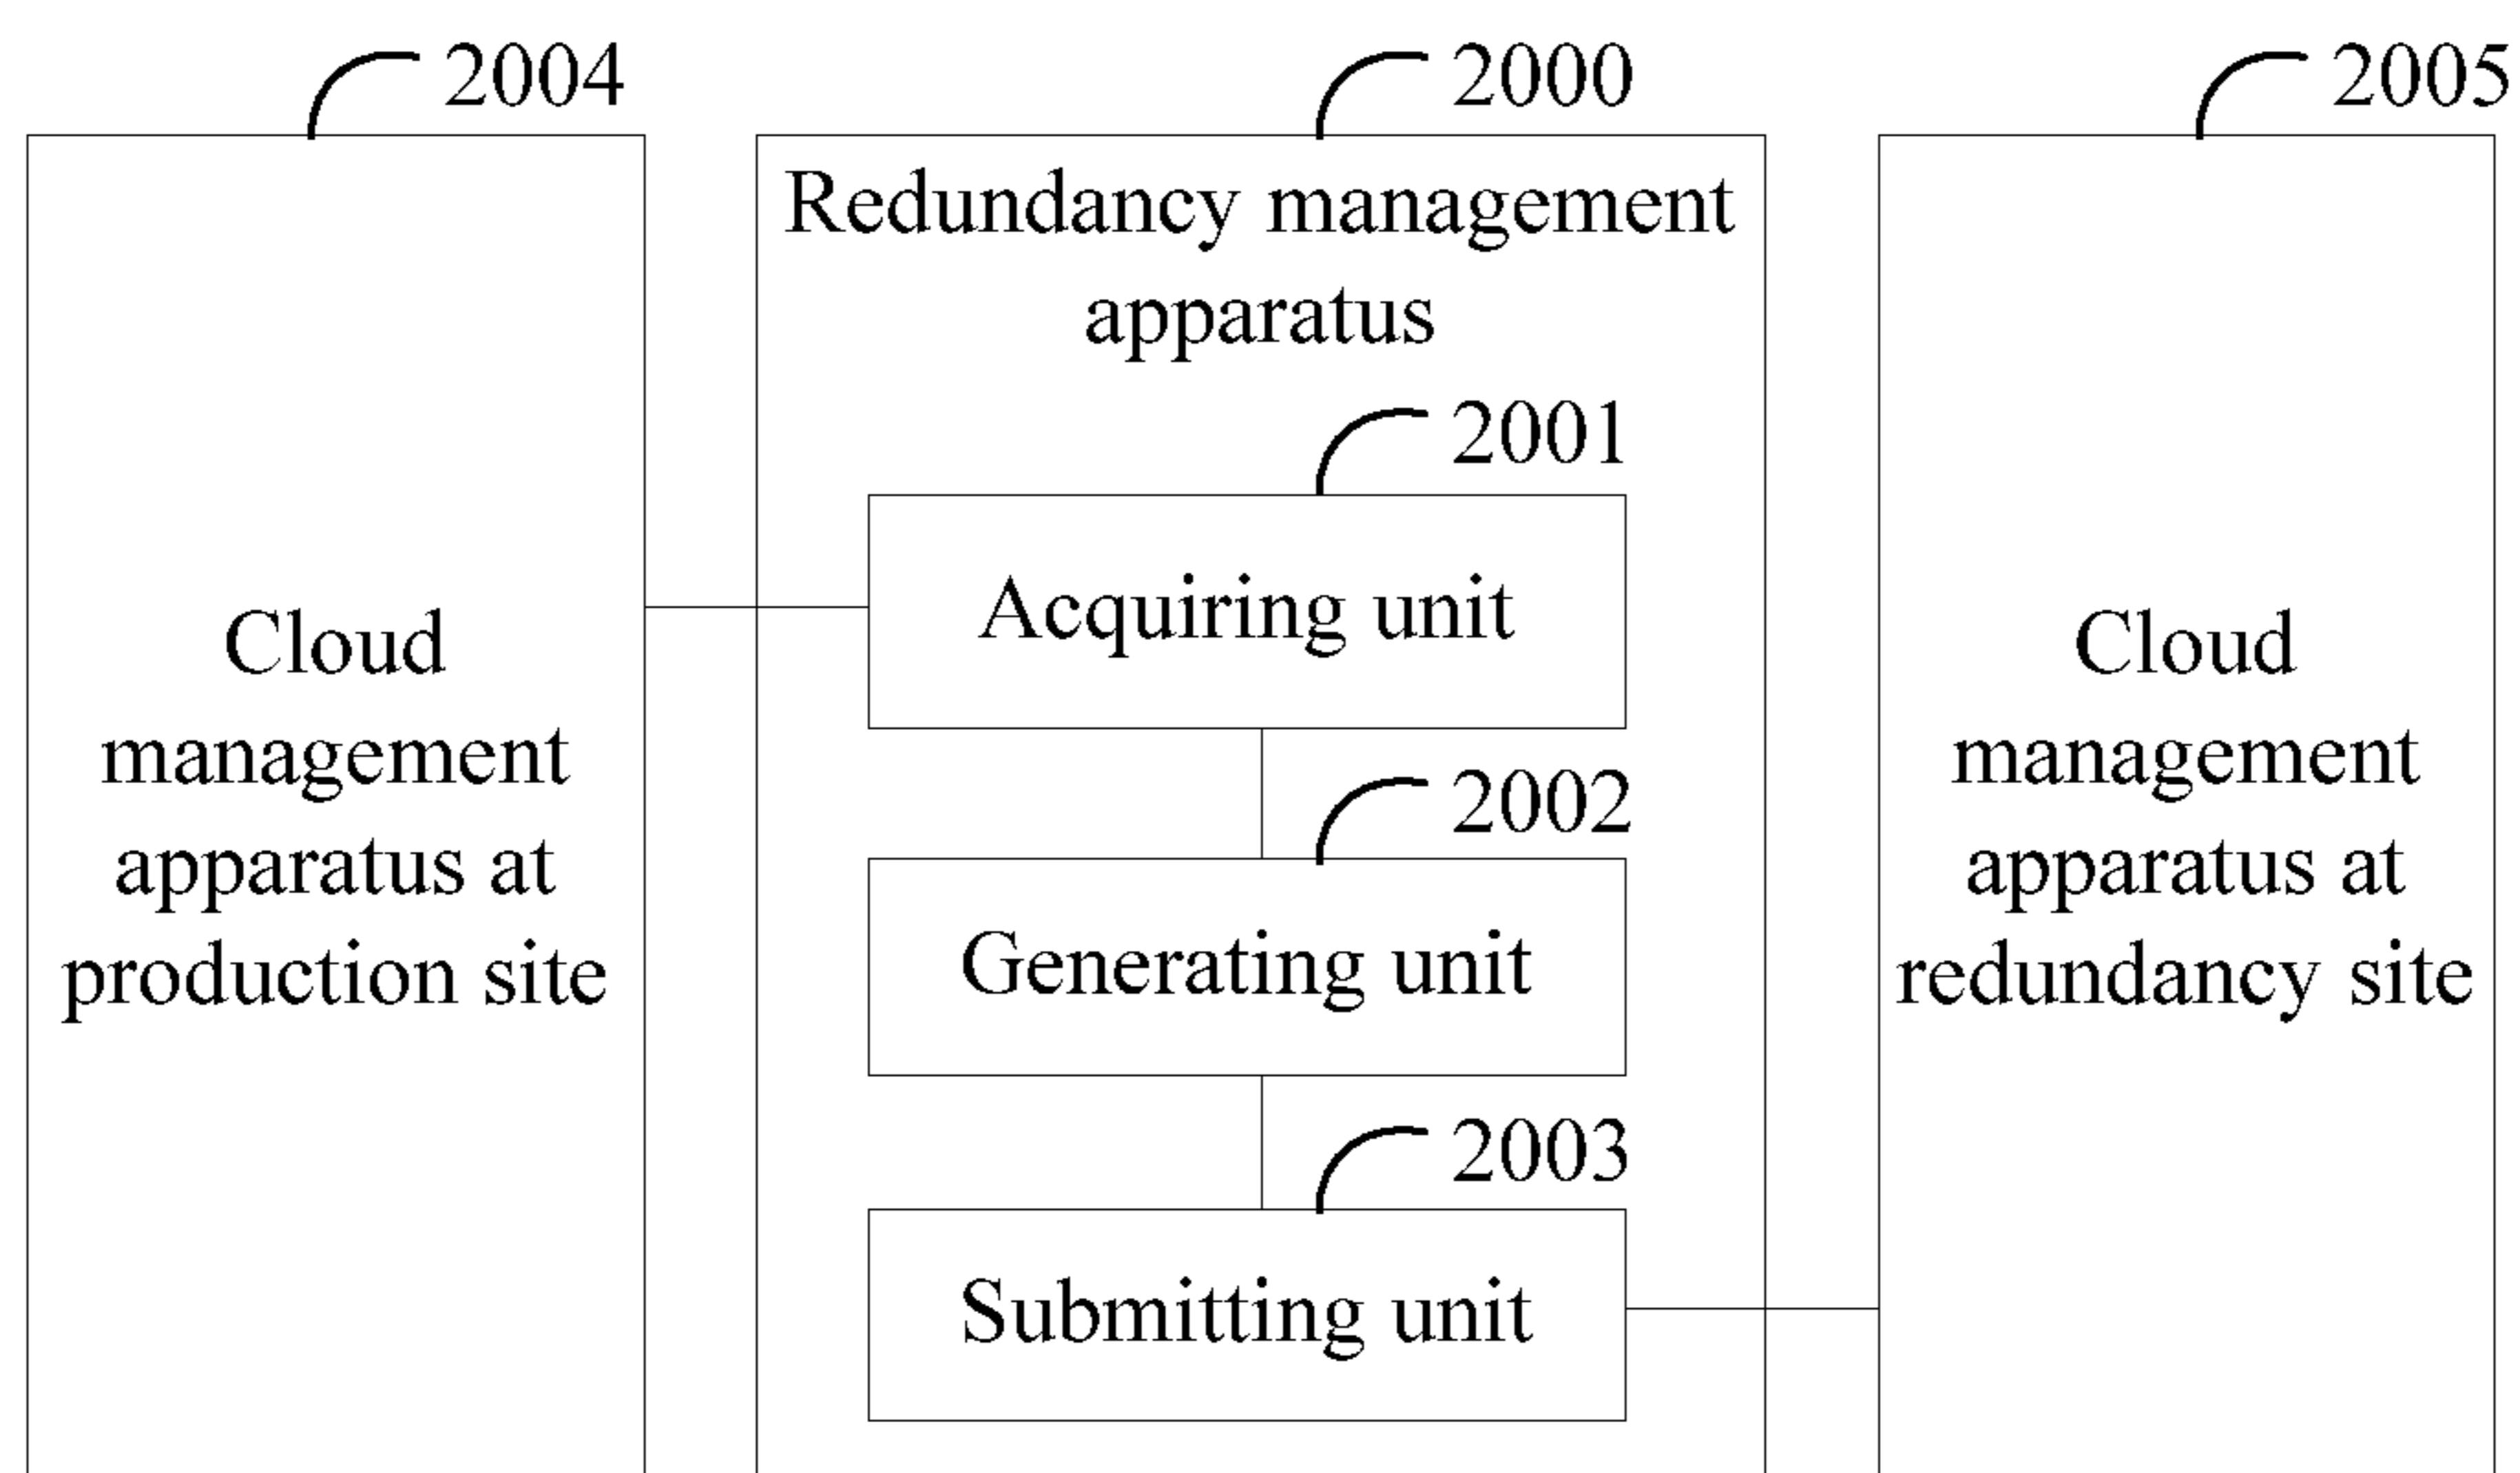 2004
2000
2005
Redundancy management
apparatus
2001
Acquiring unit
Cloud
management
apparatus at
production site
2002
Generating unit
2003
Submitting unit
Cloud
management
apparatus at
redundancy site